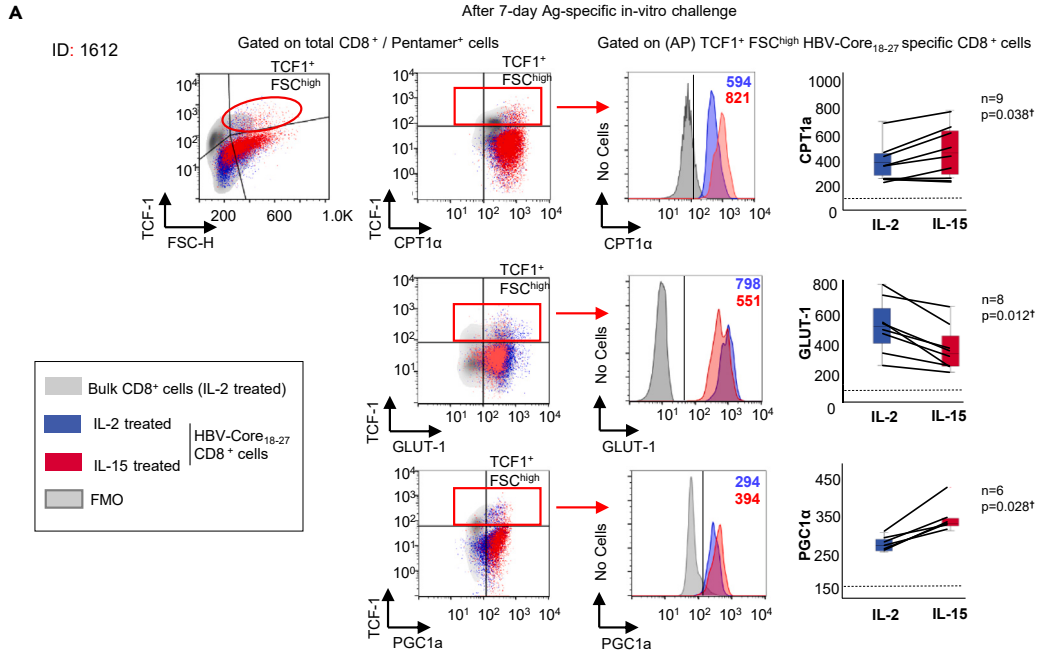 A
After 7-day Ag-specific in-vitro challenge
ID: 1612
Gated on total CD8⁺ / Pentamer⁺ cells
Gated on (AP) TCF1⁺ FSCʰⁱᵍʰ HBV-Core₁₈₋₂₇ specific CD8⁺ cells
TCF1⁺
FSCʰⁱᵍʰ
10⁴
10³
10²
10¹
200 600 1.0K
TCF-1
FSC-H
TCF1⁺
FSCʰⁱᵍʰ
10⁴
10³
10²
10¹
10¹ 10² 10³ 10⁴
TCF-1
CPT1α
No Cells
594
821
10¹ 10² 10³ 10⁴
CPT1α
CPT1a
1000
800
600
400
200
0
IL-2 IL-15
n=9
p=0.038†
TCF1⁺
FSCʰⁱᵍʰ
10⁴
10³
10²
10¹
10¹ 10² 10³ 10⁴
TCF-1
GLUT-1
No Cells
798
551
10¹ 10² 10³ 10⁴
GLUT-1
GLUT-1
800
600
400
200
0
IL-2 IL-15
n=8
p=0.012†
Bulk CD8⁺ cells (IL-2 treated)
IL-2 treated
IL-15 treated
HBV-Core₁₈₋₂₇
CD8⁺ cells
FMO
TCF1⁺
FSCʰⁱᵍʰ
10⁴
10³
10²
10¹
10⁰
10¹ 10² 10³ 10⁴
TCF-1
PGC1a
No Cells
294
394
10¹ 10² 10³ 10⁴
PGC1a
PGC1α
450
350
250
150
IL-2 IL-15
n=6
p=0.028†